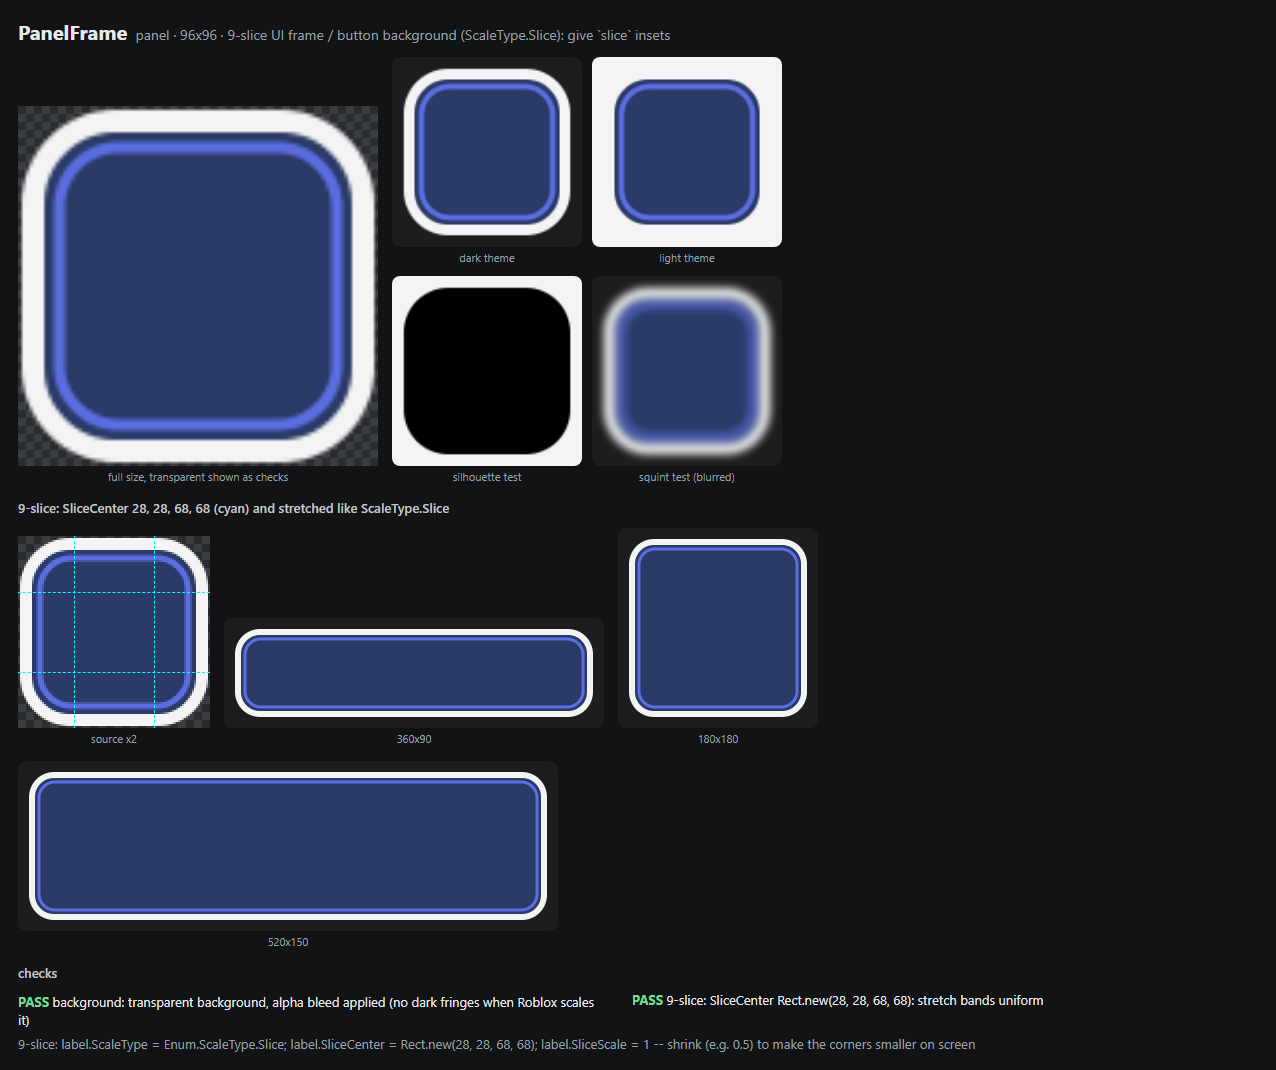 PanelFrame panel · 96x96 · 9-slice UI frame / button background (ScaleType.Slice): give `slice` insets
dark theme
light theme
full size, transparent shown as checks
silhouette test
squint test (blurred)
9-slice: SliceCenter 28, 28, 68, 68 (cyan) and stretched like ScaleType.Slice
source x2
360x90
180x180
520x150
checks
PASS background: transparent background, alpha bleed applied (no dark fringes when Roblox scales
it)
PASS 9-slice: SliceCenter Rect.new(28, 28, 68, 68): stretch bands uniform
9-slice: label.ScaleType = Enum.ScaleType.Slice; label.SliceCenter = Rect.new(28, 28, 68, 68); label.SliceScale = 1 -- shrink (e.g. 0.5) to make the corners smaller on screen